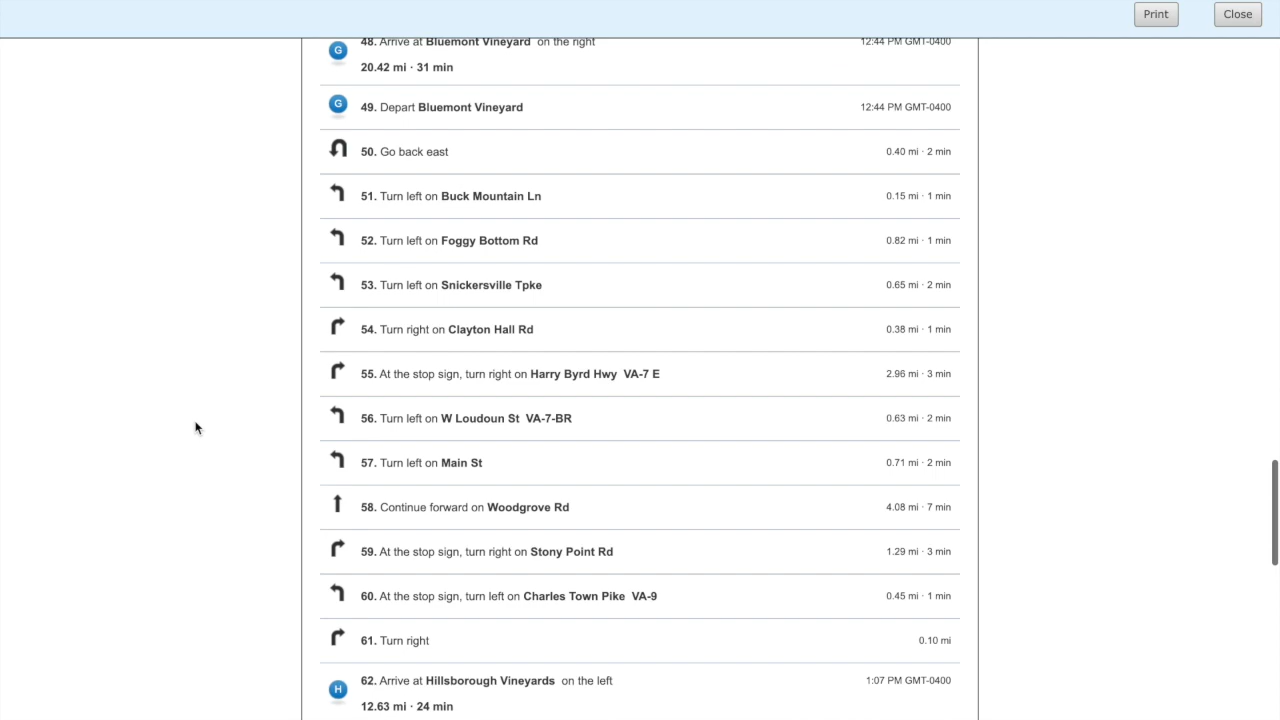 Print Close
48. Arrive at Bluemont Vineyard on the right 12:44 PM GMT-0400
G
20.42 mi · 31 min
G 49. Depart Bluemont Vineyard 12:44 PM GMT-0400
50. Go back east 0.40 mi · 2 min
51. Turn left on Buck Mountain Ln 0.15 mi · 1 min
52. Turn left on Foggy Bottom Rd 0.82 mi · 1 min
53. Turn left on Snickersville Tpke 0.65 mi · 2 min
54. Turn right on Clayton Hall Rd 0.38 mi · 1 min
55. At the stop sign, turn right on Harry Byrd Hwy VA-7 E 2.96 mi · 3 min
56. Turn left on W Loudoun St VA-7-BR 0.63 mi · 2 min
57. Turn left on Main St 0.71 mi · 2 min
58. Continue forward on Woodgrove Rd 4.08 mi · 7 min
59. At the stop sign, turn right on Stony Point Rd 1.29 mi · 3 min
60. At the stop sign, turn left on Charles Town Pike VA-9 0.45 mi · 1 min
61. Turn right 0.10 mi
62. Arrive at Hillsborough Vineyards on the left 1:07 PM GMT-0400
H
12.63 mi · 24 min